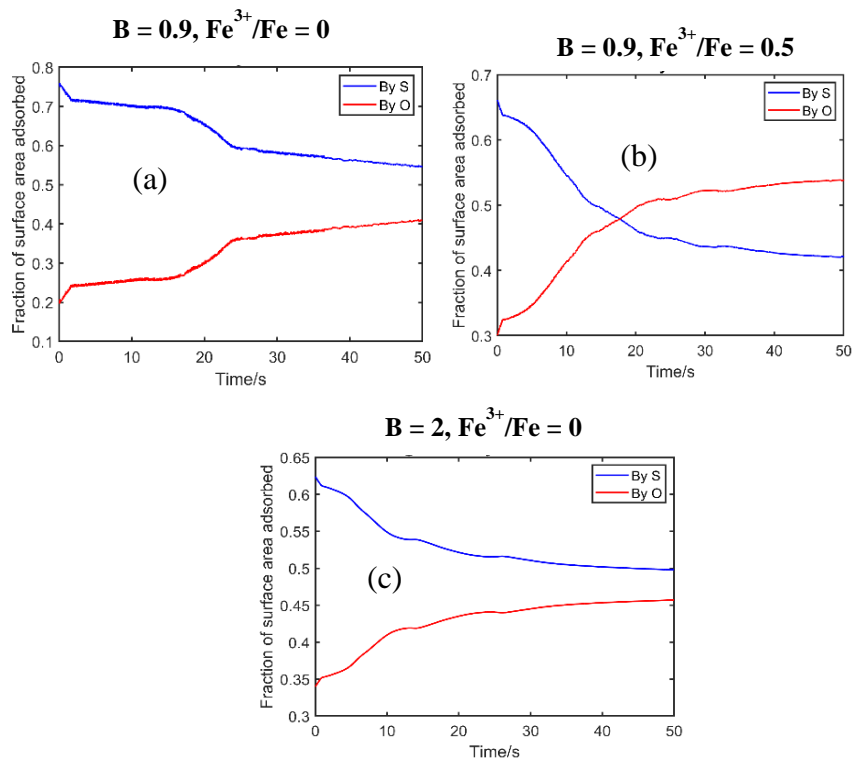 B = 0.9, Fe³⁺/Fe = 0
0.8
0.7
0.6
0.5
0.4
0.3
0.2
0.1
Fraction of surface area adsorbed
By S
By O
(a)
0 10 20 30 40 50
Time/s
B = 0.9, Fe³⁺/Fe = 0.5
0.7
0.6
0.5
0.4
0.3
Fraction of surface area adsorbed
By S
By O
(b)
0 10 20 30 40 50
Time/s
B = 2, Fe³⁺/Fe = 0
0.65
0.6
0.55
0.5
0.45
0.4
0.35
0.3
Fraction of surface area adsorbed
By S
By O
(c)
0 10 20 30 40 50
Time/s